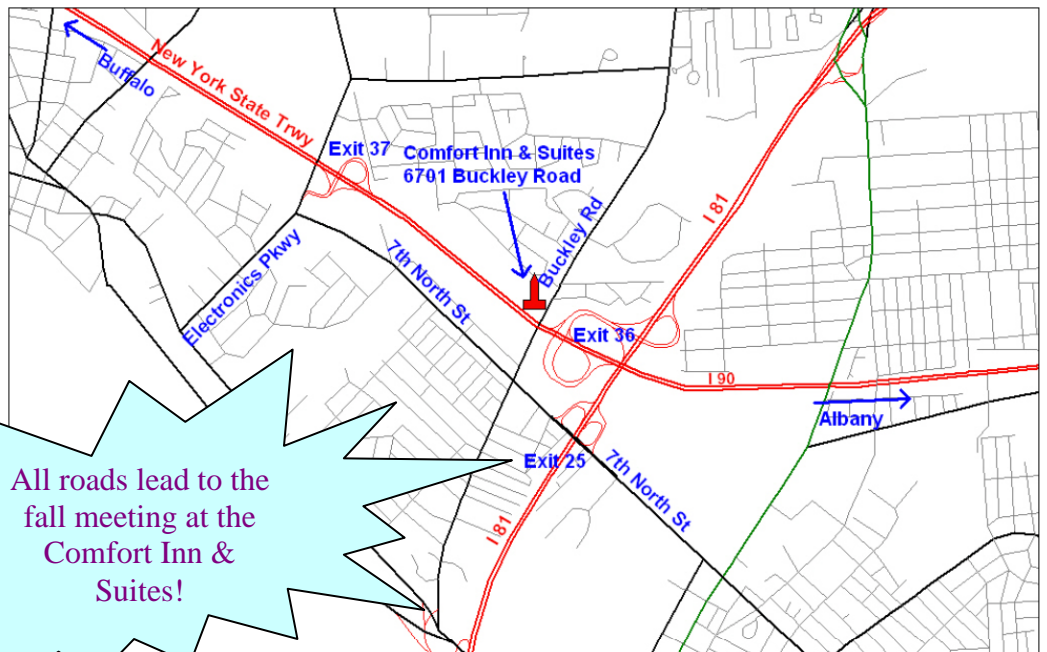 Buffalo
New York State Trwy
Exit 37
Comfort Inn & Suites
6701 Buckley Road
I 81
Buckley Rd
Electronics Pkwy
7th North St
Exit 36
I 90
Albany
Exit 25
7th North St
I 81
All roads lead to the
fall meeting at the
Comfort Inn &
Suites!